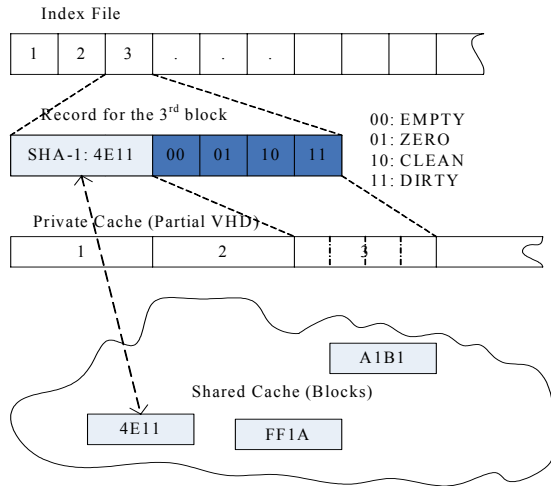 Index File
1 2 3 . . .
Record for the 3rd block
SHA-1: 4E11 00 01 10 11
00: EMPTY
01: ZERO
10: CLEAN
11: DIRTY
Private Cache (Partial VHD)
1 2 3
A1B1
Shared Cache (Blocks)
4E11
FF1A